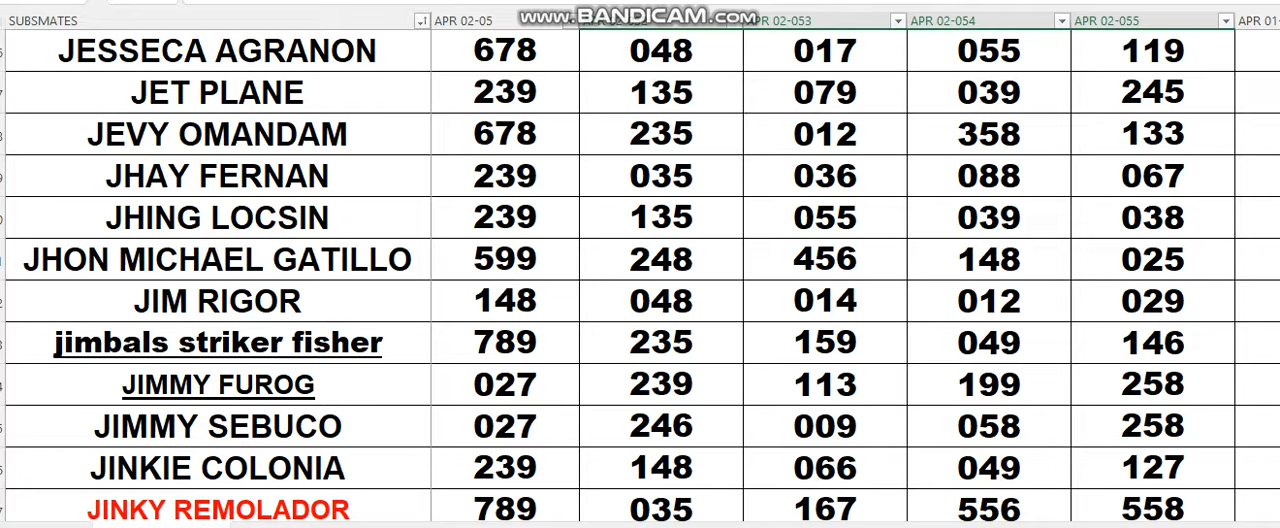 SUBSMATES APR 02-05 www.BANDICAM.com APR 02-053 APR 02-054 APR 02-055 APR 01-
JESSECA AGRANON 678 048 017 055 119
JET PLANE 239 135 079 039 245
JEVY OMANDAM 678 235 012 358 133
JHAY FERNAN 239 035 036 088 067
JHING LOCSIN 239 135 055 039 038
JHON MICHAEL GATILLO 599 248 456 148 025
JIM RIGOR 148 048 014 012 029
jimbals striker fisher 789 235 159 049 146
JIMMY FUROG 027 239 113 199 258
JIMMY SEBUCO 027 246 009 058 258
JINKIE COLONIA 239 148 066 049 127
JINKY REMOLADOR 789 035 167 556 558